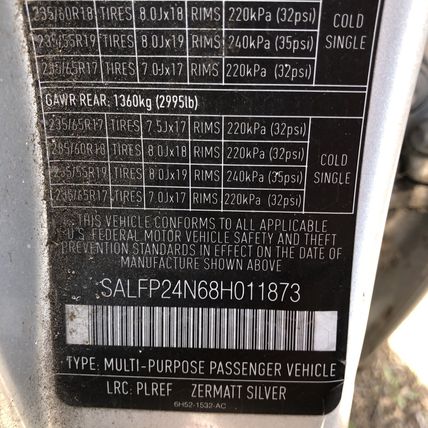 235/60R18 TIRES 8.0Jx18 RIMS 220kPa (32psi)
235/55R19 TIRES 8.0Jx19 RIMS 240kPa (35psi)
235/65R17 TIRES 7.0Jx17 RIMS 220kPa (32psi)
COLD
SINGLE
GAWR REAR: 1360kg (2995lb)
235/65R17 TIRES 7.5Jx17 RIMS 220kPa (32psi)
235/60R18 TIRES 8.0Jx18 RIMS 220kPa (32psi)
235/55R19 TIRES 8.0Jx19 RIMS 240kPa (35psi)
235/65R17 TIRES 7.0Jx17 RIMS 220kPa (32psi)
COLD
SINGLE
THIS VEHICLE CONFORMS TO ALL APPLICABLE
U.S. FEDERAL MOTOR VEHICLE SAFETY AND THEFT
PREVENTION STANDARDS IN EFFECT ON THE DATE OF
MANUFACTURE SHOWN ABOVE
SALFP24N68H011873
TYPE: MULTI-PURPOSE PASSENGER VEHICLE
LRC: PLREF ZERMATT SILVER
6H52-1532-AC